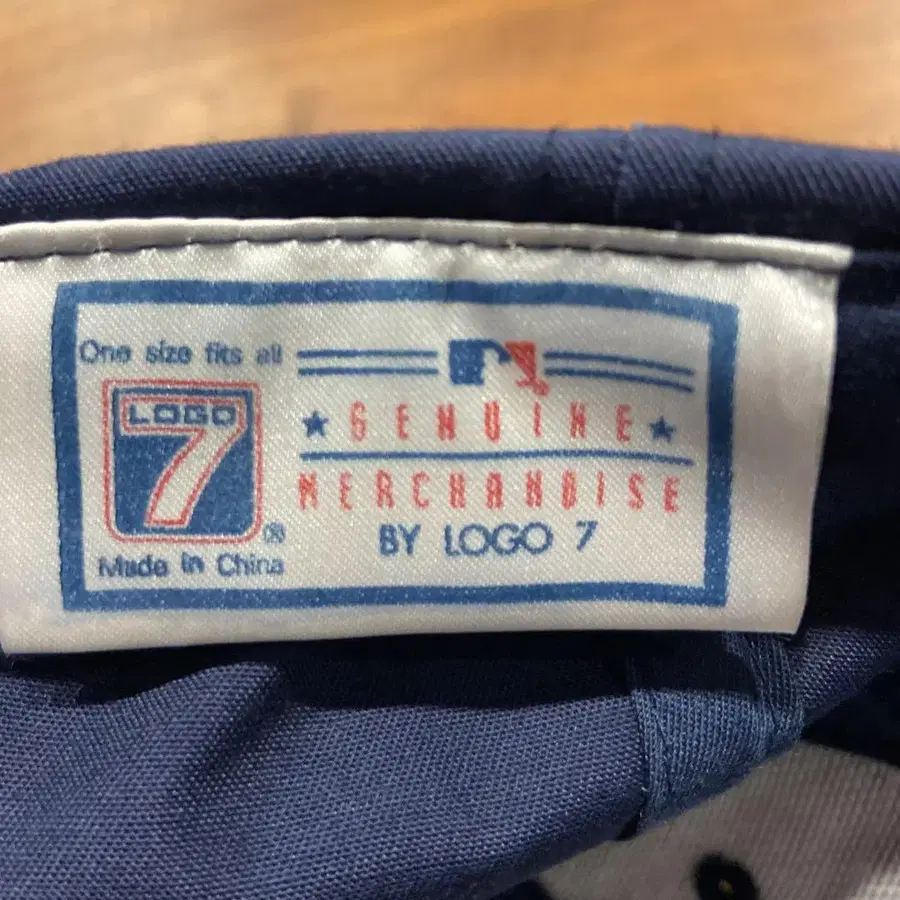 One size fits all
LOGO
7
®
Made in China
GENUINE
MERCHANDISE
BY LOGO 7